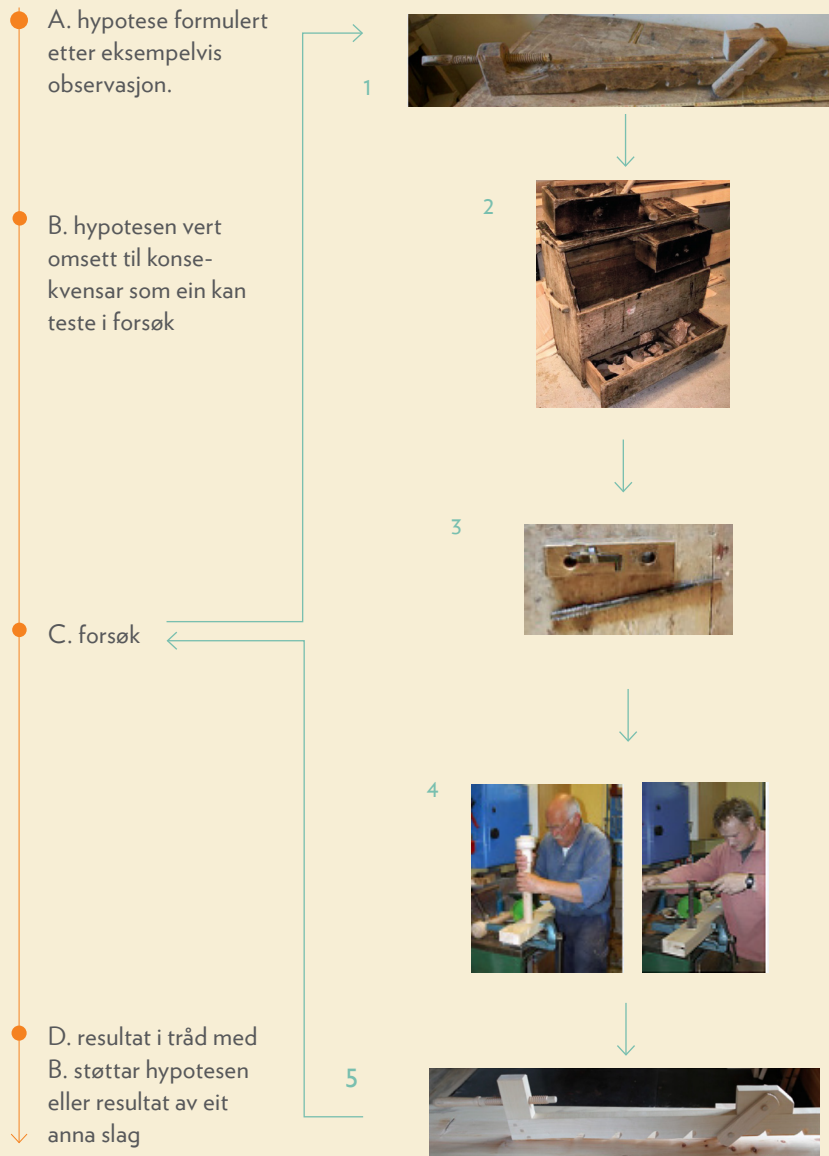 A. hypotese formulert
etter eksempelvis
observasjon.
1
2
B. hypotesen vert
omsett til konse-
kvensar som ein kan
teste i forsøk
3
C. forsøk
4
D. resultat i tråd med
B. støttar hypotesen
eller resultat av eit
anna slag
5